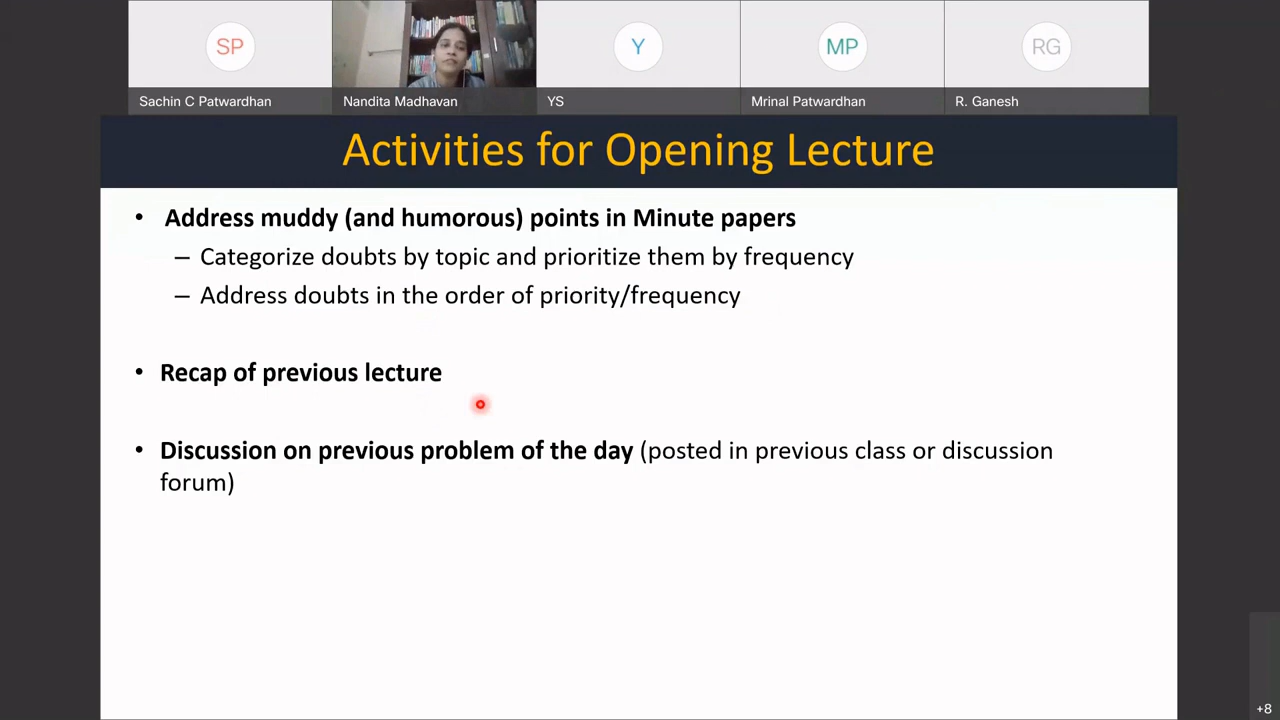 SP
Y
MP
RG
Sachin C Patwardhan
Nandita Madhavan
YS
Mrinal Patwardhan
R. Ganesh
Activities for Opening Lecture
• Address muddy (and humorous) points in Minute papers
– Categorize doubts by topic and prioritize them by frequency
– Address doubts in the order of priority/frequency
• Recap of previous lecture
• Discussion on previous problem of the day (posted in previous class or discussion
forum)
+8